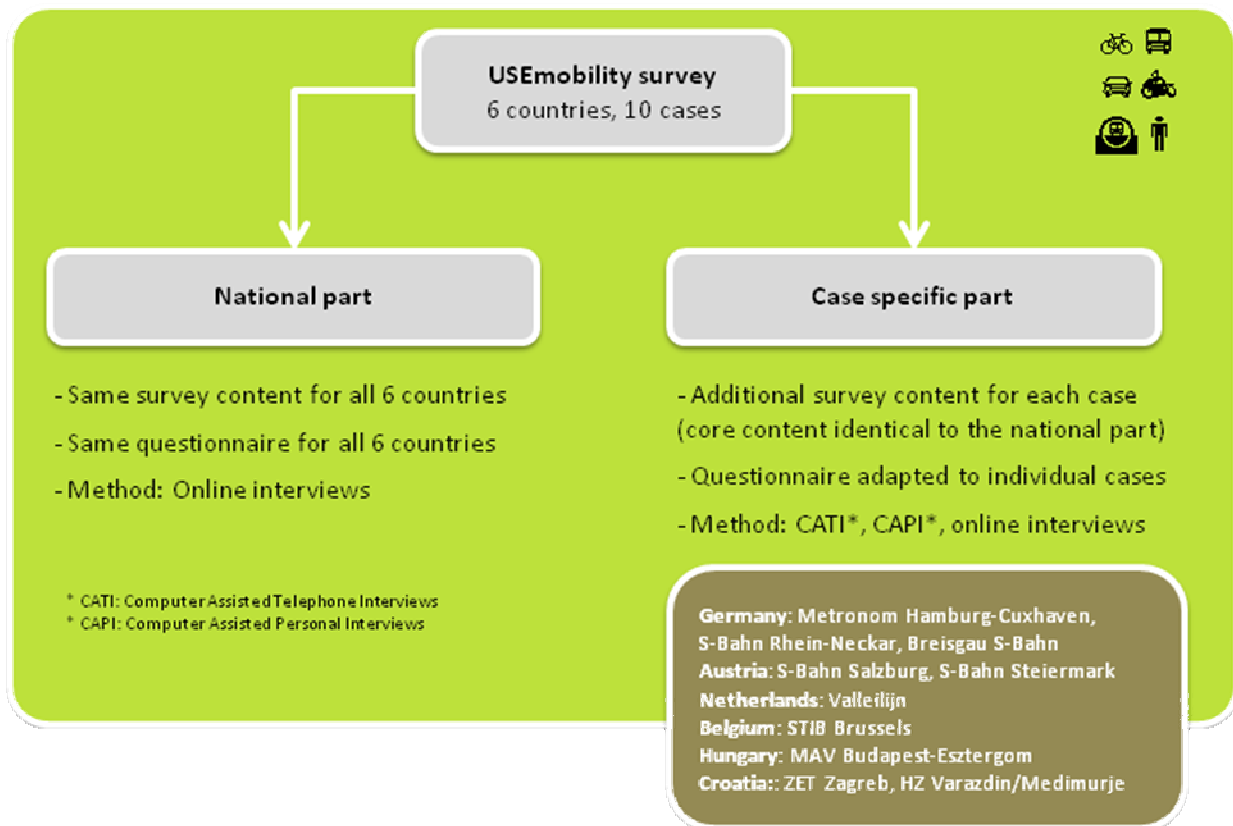 USEmobility survey
6 countries, 10 cases
National part
- Same survey content for all 6 countries
- Same questionnaire for all 6 countries
- Method: Online interviews
* CATI: Computer Assisted Telephone Interviews
* CAPI: Computer Assisted Personal Interviews
Case specific part
- Additional survey content for each case
(core content identical to the national part)
- Questionnaire adapted to individual cases
- Method: CATI*, CAPI*, online interviews
Germany: Metronom Hamburg-Cuxhaven,
S-Bahn Rhein-Neckar, Breisgau S-Bahn
Austria: S-Bahn Salzburg, S-Bahn Steiermark
Netherlands: Valleilijn
Belgium: STIB Brussels
Hungary: MAV Budapest-Esztergom
Croatia:: ZET Zagreb, HZ Varazdin/Medimurje